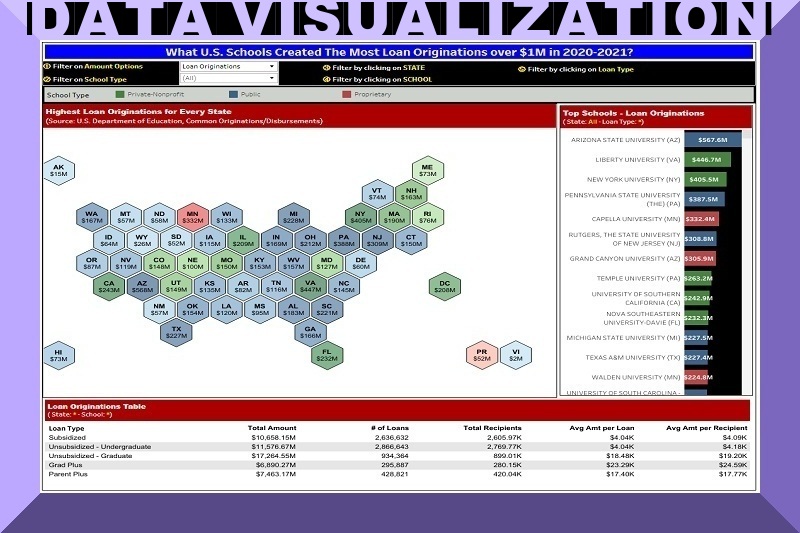 DATA VISUALIZATION
What U.S. Schools Created The Most Loan Originations over $1M in 2020-2021?
① Filter on Amount Options
Loan Originations
③ Filter by clicking on STATE
⑤ Filter by clicking on Loan Type
② Filter on School Type
(All)
④ Filter by clicking on SCHOOL
School Type
Private-Nonprofit
Public
Proprietary
Highest Loan Originations for Every State
(Source: U.S. Department of Education, Common Originations/Disbursements)
AK $15M
ME $73M
VT $74M
NH $163M
WA $167M
MT $57M
ND $58M
MN $332M
WI $133M
MI $228M
NY $405M
MA $190M
RI $76M
ID $64M
WY $26M
SD $52M
IA $115M
IL $209M
IN $169M
OH $212M
PA $388M
NJ $309M
CT $150M
OR $87M
NV $119M
CO $148M
NE $100M
MO $150M
KY $153M
WV $157M
MD $127M
DE $60M
CA $243M
AZ $568M
UT $149M
KS $135M
AR $82M
TN $116M
VA $447M
NC $145M
DC $208M
NM $57M
OK $154M
LA $120M
MS $95M
AL $183M
SC $221M
TX $227M
GA $166M
HI $73M
FL $232M
PR $52M
VI $2M
Top Schools - Loan Originations
( State: All - Loan Type: *)
ARIZONA STATE UNIVERSITY (AZ) $567.6M
LIBERTY UNIVERSITY (VA) $446.7M
NEW YORK UNIVERSITY (NY) $405.5M
PENNSYLVANIA STATE UNIVERSITY (THE) (PA) $387.5M
CAPELLA UNIVERSITY (MN) $332.4M
RUTGERS, THE STATE UNIVERSITY OF NEW JERSEY (NJ) $308.8M
GRAND CANYON UNIVERSITY (AZ) $305.9M
TEMPLE UNIVERSITY (PA) $263.2M
UNIVERSITY OF SOUTHERN CALIFORNIA (CA) $242.9M
NOVA SOUTHEASTERN UNIVERSITY-DAVIE (FL) $232.3M
MICHIGAN STATE UNIVERSITY (MI) $227.5M
TEXAS A&M UNIVERSITY (TX) $227.4M
WALDEN UNIVERSITY (MN) $224.8M
UNIVERSITY OF SOUTH CAROLINA -
Loan Originations Table
( State: * - School: *)
Loan Type Total Amount # of Loans Total Recipients Avg Amt per Loan Avg Amt per Recipient
Subsidized $10,658.15M 2,636,632 2,605.97K $4.04K $4.09K
Unsubsidized - Undergraduate $11,576.67M 2,866,643 2,769.77K $4.04K $4.18K
Unsubsidized - Graduate $17,264.55M 934,364 899.01K $18.48K $19.20K
Grad Plus $6,890.27M 295,887 280.15K $23.29K $24.59K
Parent Plus $7,463.17M 428,821 420.04K $17.40K $17.77K